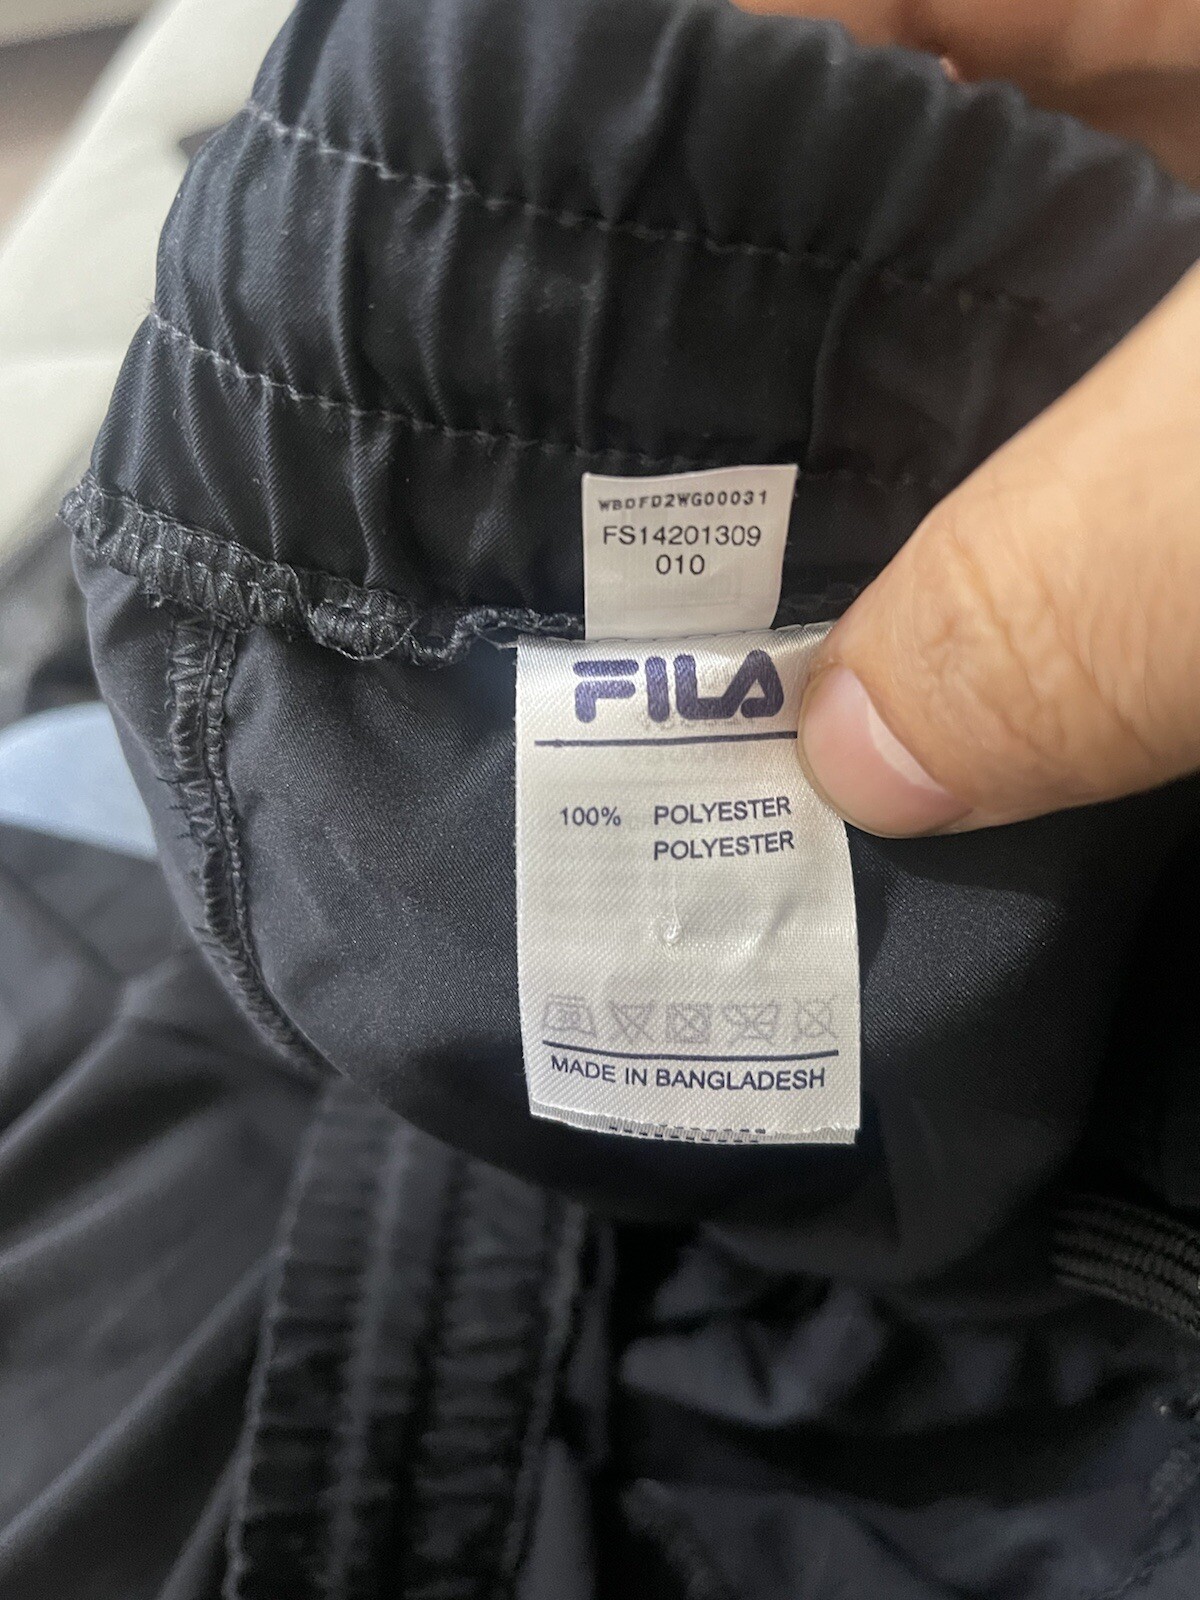 WBDFD2WG00031
FS14201309
010
FILA
100% POLYESTER
POLYESTER
MADE IN BANGLADESH